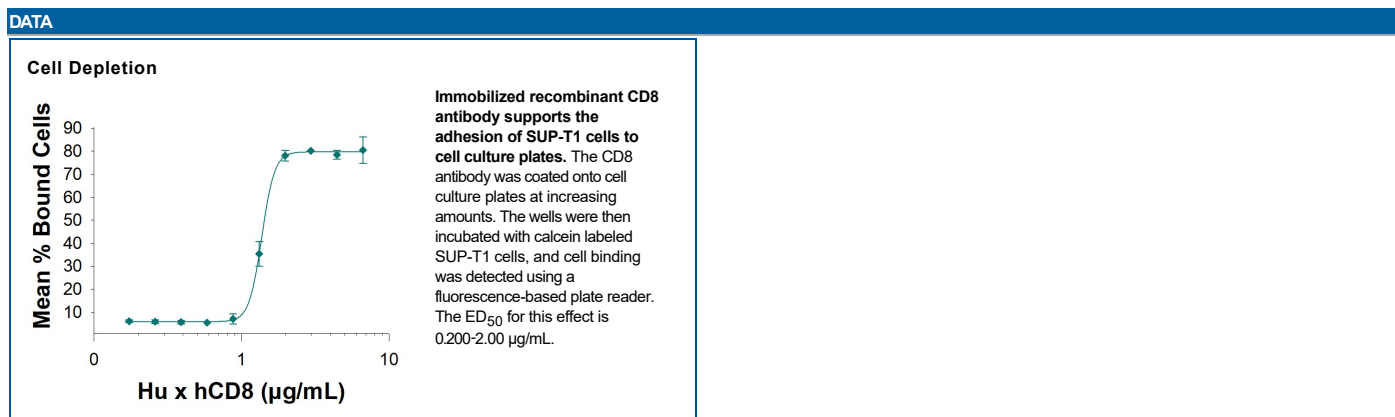 DATA
Cell Depletion
Mean % Bound Cells
90
80
70
60
50
40
30
20
10
0 1 10
Hu x hCD8 (µg/mL)
Immobilized recombinant CD8
antibody supports the
adhesion of SUP-T1 cells to
cell culture plates. The CD8
antibody was coated onto cell
culture plates at increasing
amounts. The wells were then
incubated with calcein labeled
SUP-T1 cells, and cell binding
was detected using a
fluorescence-based plate reader.
The ED50 for this effect is
0.200-2.00 µg/mL.